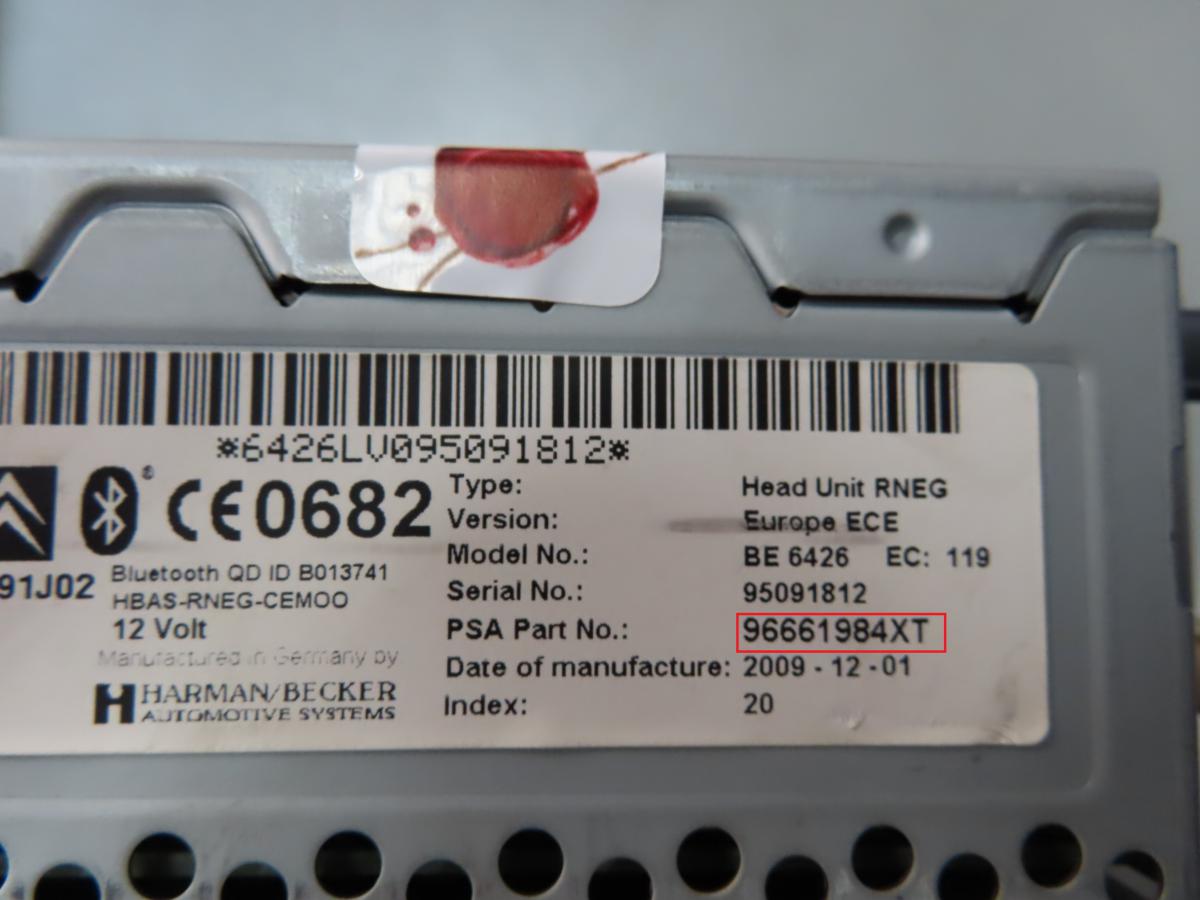 *6426LV095091812*
® CE0682
91J02
Bluetooth QD ID B013741
HBAS-RNEG-CEMOO
12 Volt
Manufactured in Germany by
HARMAN/BECKER
AUTOMOTIVE SYSTEMS
Type: Head Unit RNEG
Version: Europe ECE
Model No.: BE 6426 EC: 119
Serial No.: 95091812
PSA Part No.: 96661984XT
Date of manufacture: 2009 - 12 - 01
Index: 20